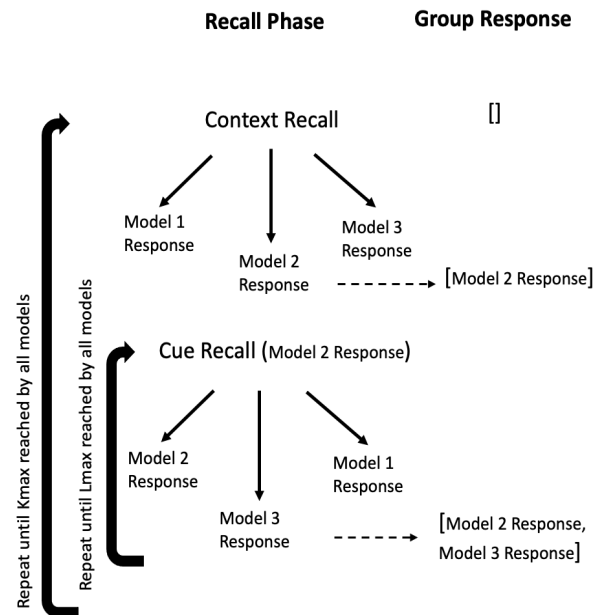 Recall Phase
Group Response
Context Recall
[]
Model 1
Response
Model 2
Response
Model 3
Response
[Model 2 Response]
Cue Recall (Model 2 Response)
Model 2
Response
Model 3
Response
Model 1
Response
[Model 2 Response,
Model 3 Response]
Repeat until Kmax reached by all models
Repeat until Lmax reached by all models